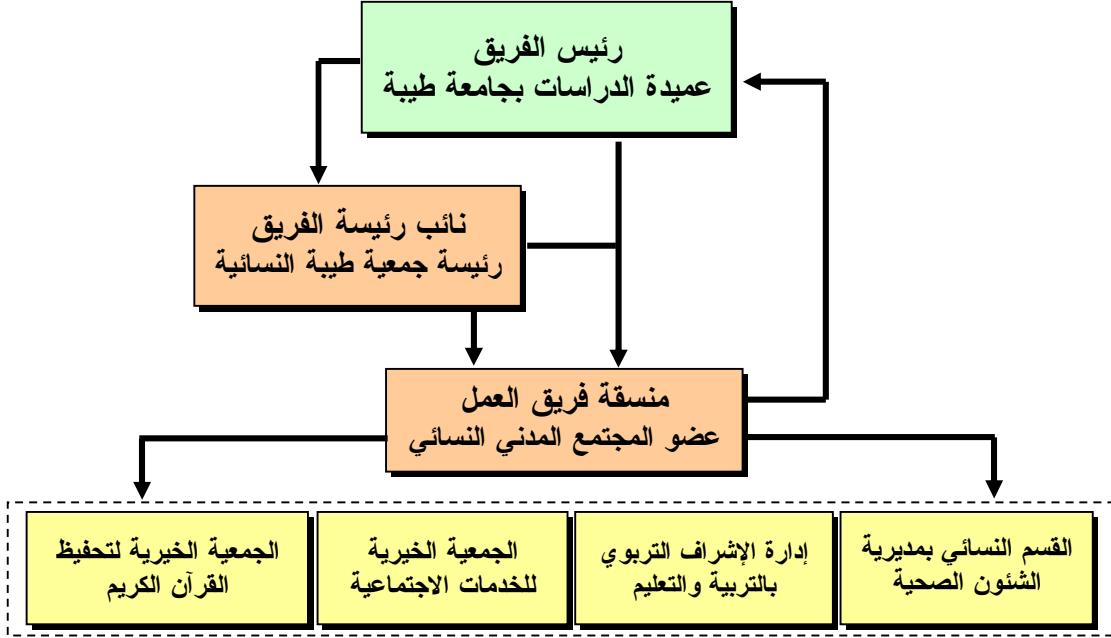 رئيس الفريق
عميدة الدراسات بجامعة طيبة
نائب رئيسة الفريق
رئيسة جمعية طيبة النسائية
منسقة فريق العمل
عضو المجتمع المدني النسائي
القسم النسائي بمديرية
الشئون الصحية
إدارة الإشراف التربوي
بالتربية والتعليم
الجمعية الخيرية
للخدمات الاجتماعية
الجمعية الخيرية لتحفيظ
القرآن الكريم